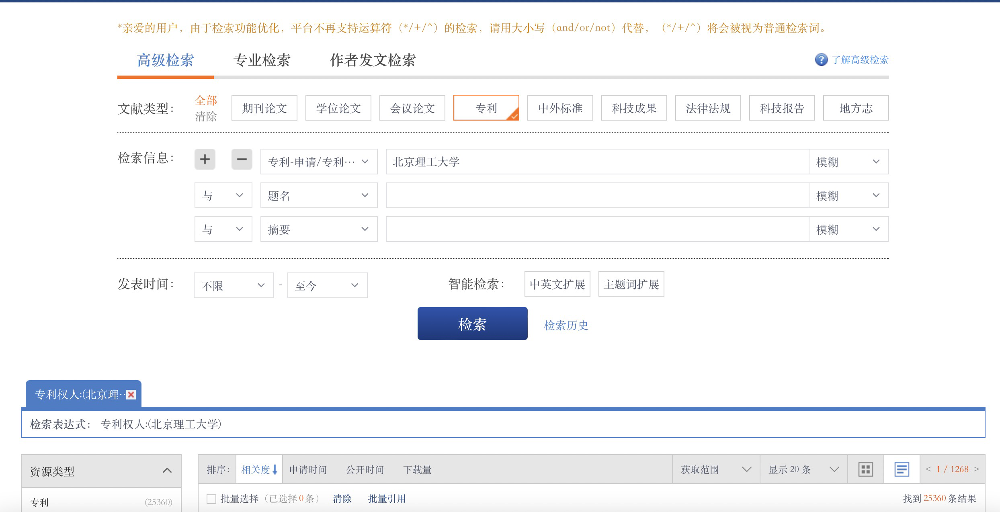 *亲爱的用户，由于检索功能优化，平台不再支持运算符（*/+/^）的检索，请用大小写（and/or/not）代替，（*/+/^）将会被视为普通检索词。
高级检索 专业检索 作者发文检索 ? 了解高级检索
文献类型： 全部 清除 期刊论文 学位论文 会议论文 专利 中外标准 科技成果 法律法规 科技报告 地方志
检索信息： + − 专利-申请/专利… 北京理工大学 模糊
与 题名 模糊
与 摘要 模糊
发表时间： 不限 - 至今 智能检索： 中英文扩展 主题词扩展
检索 检索历史
专利权人:(北京理…
检索表达式： 专利权人:(北京理工大学)
资源类型 排序： 相关度 申请时间 公开时间 下载量 获取范围 显示 20 条 < 1 / 1268 >
专利 (25360) 批量选择（已选择 0 条） 清除 批量引用 找到 25360 条结果